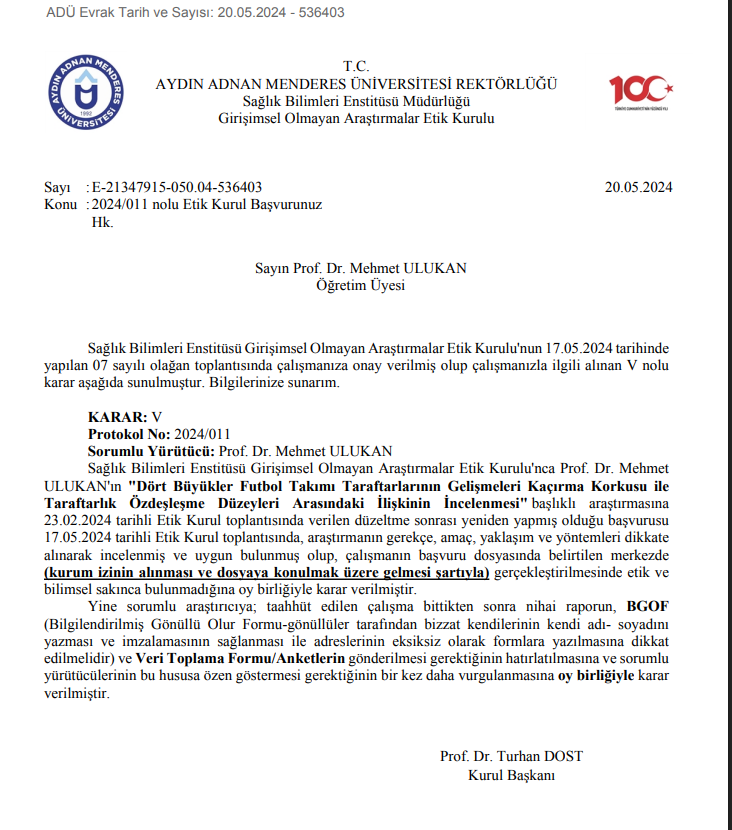 ADÜ Evrak Tarih ve Sayısı: 20.05.2024 - 536403
AYDIN ADNAN MENDERES ÜNİVERSİTESİ
1992
T.C.
AYDIN ADNAN MENDERES ÜNİVERSİTESİ REKTÖRLÜĞÜ
Sağlık Bilimleri Enstitüsü Müdürlüğü
Girişimsel Olmayan Araştırmalar Etik Kurulu
100
Sayı : E-21347915-050.04-536403 20.05.2024
Konu : 2024/011 nolu Etik Kurul Başvurunuz
Hk.
Sayın Prof. Dr. Mehmet ULUKAN
Öğretim Üyesi
Sağlık Bilimleri Enstitüsü Girişimsel Olmayan Araştırmalar Etik Kurulu'nun 17.05.2024 tarihinde
yapılan 07 sayılı olağan toplantısında çalışmanıza onay verilmiş olup çalışmanızla ilgili alınan V nolu
karar aşağıda sunulmuştur. Bilgilerinize sunarım.
KARAR: V
Protokol No: 2024/011
Sorumlu Yürütücü: Prof. Dr. Mehmet ULUKAN
Sağlık Bilimleri Enstitüsü Girişimsel Olmayan Araştırmalar Etik Kurulu'nca Prof. Dr. Mehmet
ULUKAN'ın "Dört Büyükler Futbol Takımı Taraftarlarının Gelişmeleri Kaçırma Korkusu ile
Taraftarlık Özdeşleşme Düzeyleri Arasındaki İlişkinin İncelenmesi" başlıklı araştırmasına
23.02.2024 tarihli Etik Kurul toplantısında verilen düzeltme sonrası yeniden yapmış olduğu başvurusu
17.05.2024 tarihli Etik Kurul toplantısında, araştırmanın gerekçe, amaç, yaklaşım ve yöntemleri dikkate
alınarak incelenmiş ve uygun bulunmuş olup, çalışmanın başvuru dosyasında belirtilen merkezde
(kurum izinin alınması ve dosyaya konulmak üzere gelmesi şartıyla) gerçekleştirilmesinde etik ve
bilimsel sakınca bulunmadığına oy birliğiyle karar verilmiştir.
Yine sorumlu araştırıcıya; taahhüt edilen çalışma bittikten sonra nihai raporun, BGOF
(Bilgilendirilmiş Gönüllü Olur Formu-gönüllüler tarafından bizzat kendilerinin kendi adı- soyadını
yazması ve imzalamasının sağlanması ile adreslerinin eksiksiz olarak formlara yazılmasına dikkat
edilmelidir) ve Veri Toplama Formu/Anketlerin gönderilmesi gerektiğinin hatırlatılmasına ve sorumlu
yürütücülerinin bu hususa özen göstermesi gerektiğinin bir kez daha vurgulanmasına oy birliğiyle karar
verilmiştir.
Prof. Dr. Turhan DOST
Kurul Başkanı